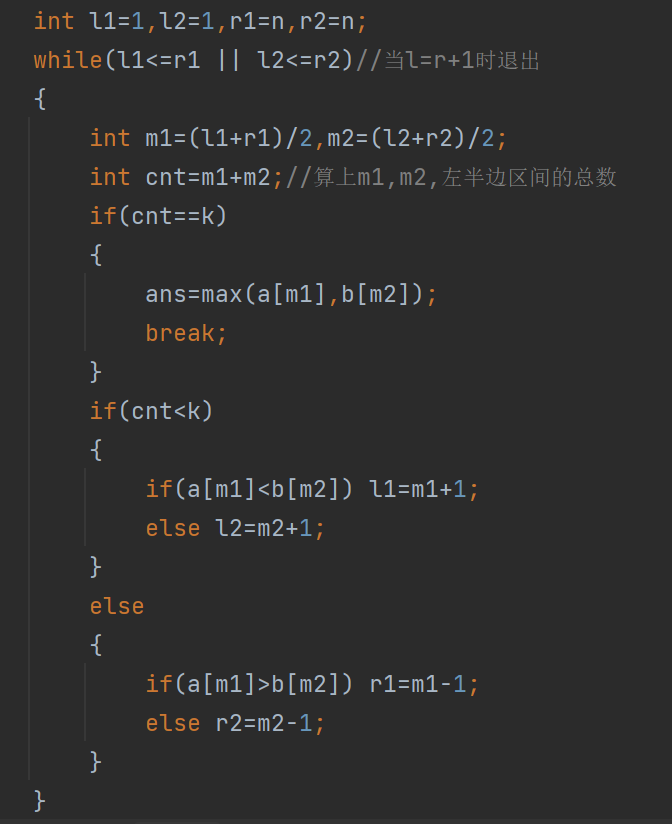 int l1=1,l2=1,r1=n,r2=n;
while(l1<=r1 || l2<=r2)//当l=r+1时退出
{
    int m1=(l1+r1)/2,m2=(l2+r2)/2;
    int cnt=m1+m2;//算上m1,m2,左半边区间的总数
    if(cnt==k)
    {
        ans=max(a[m1],b[m2]);
        break;
    }
    if(cnt<k)
    {
        if(a[m1]<b[m2]) l1=m1+1;
        else l2=m2+1;
    }
    else
    {
        if(a[m1]>b[m2]) r1=m1-1;
        else r2=m2-1;
    }
}